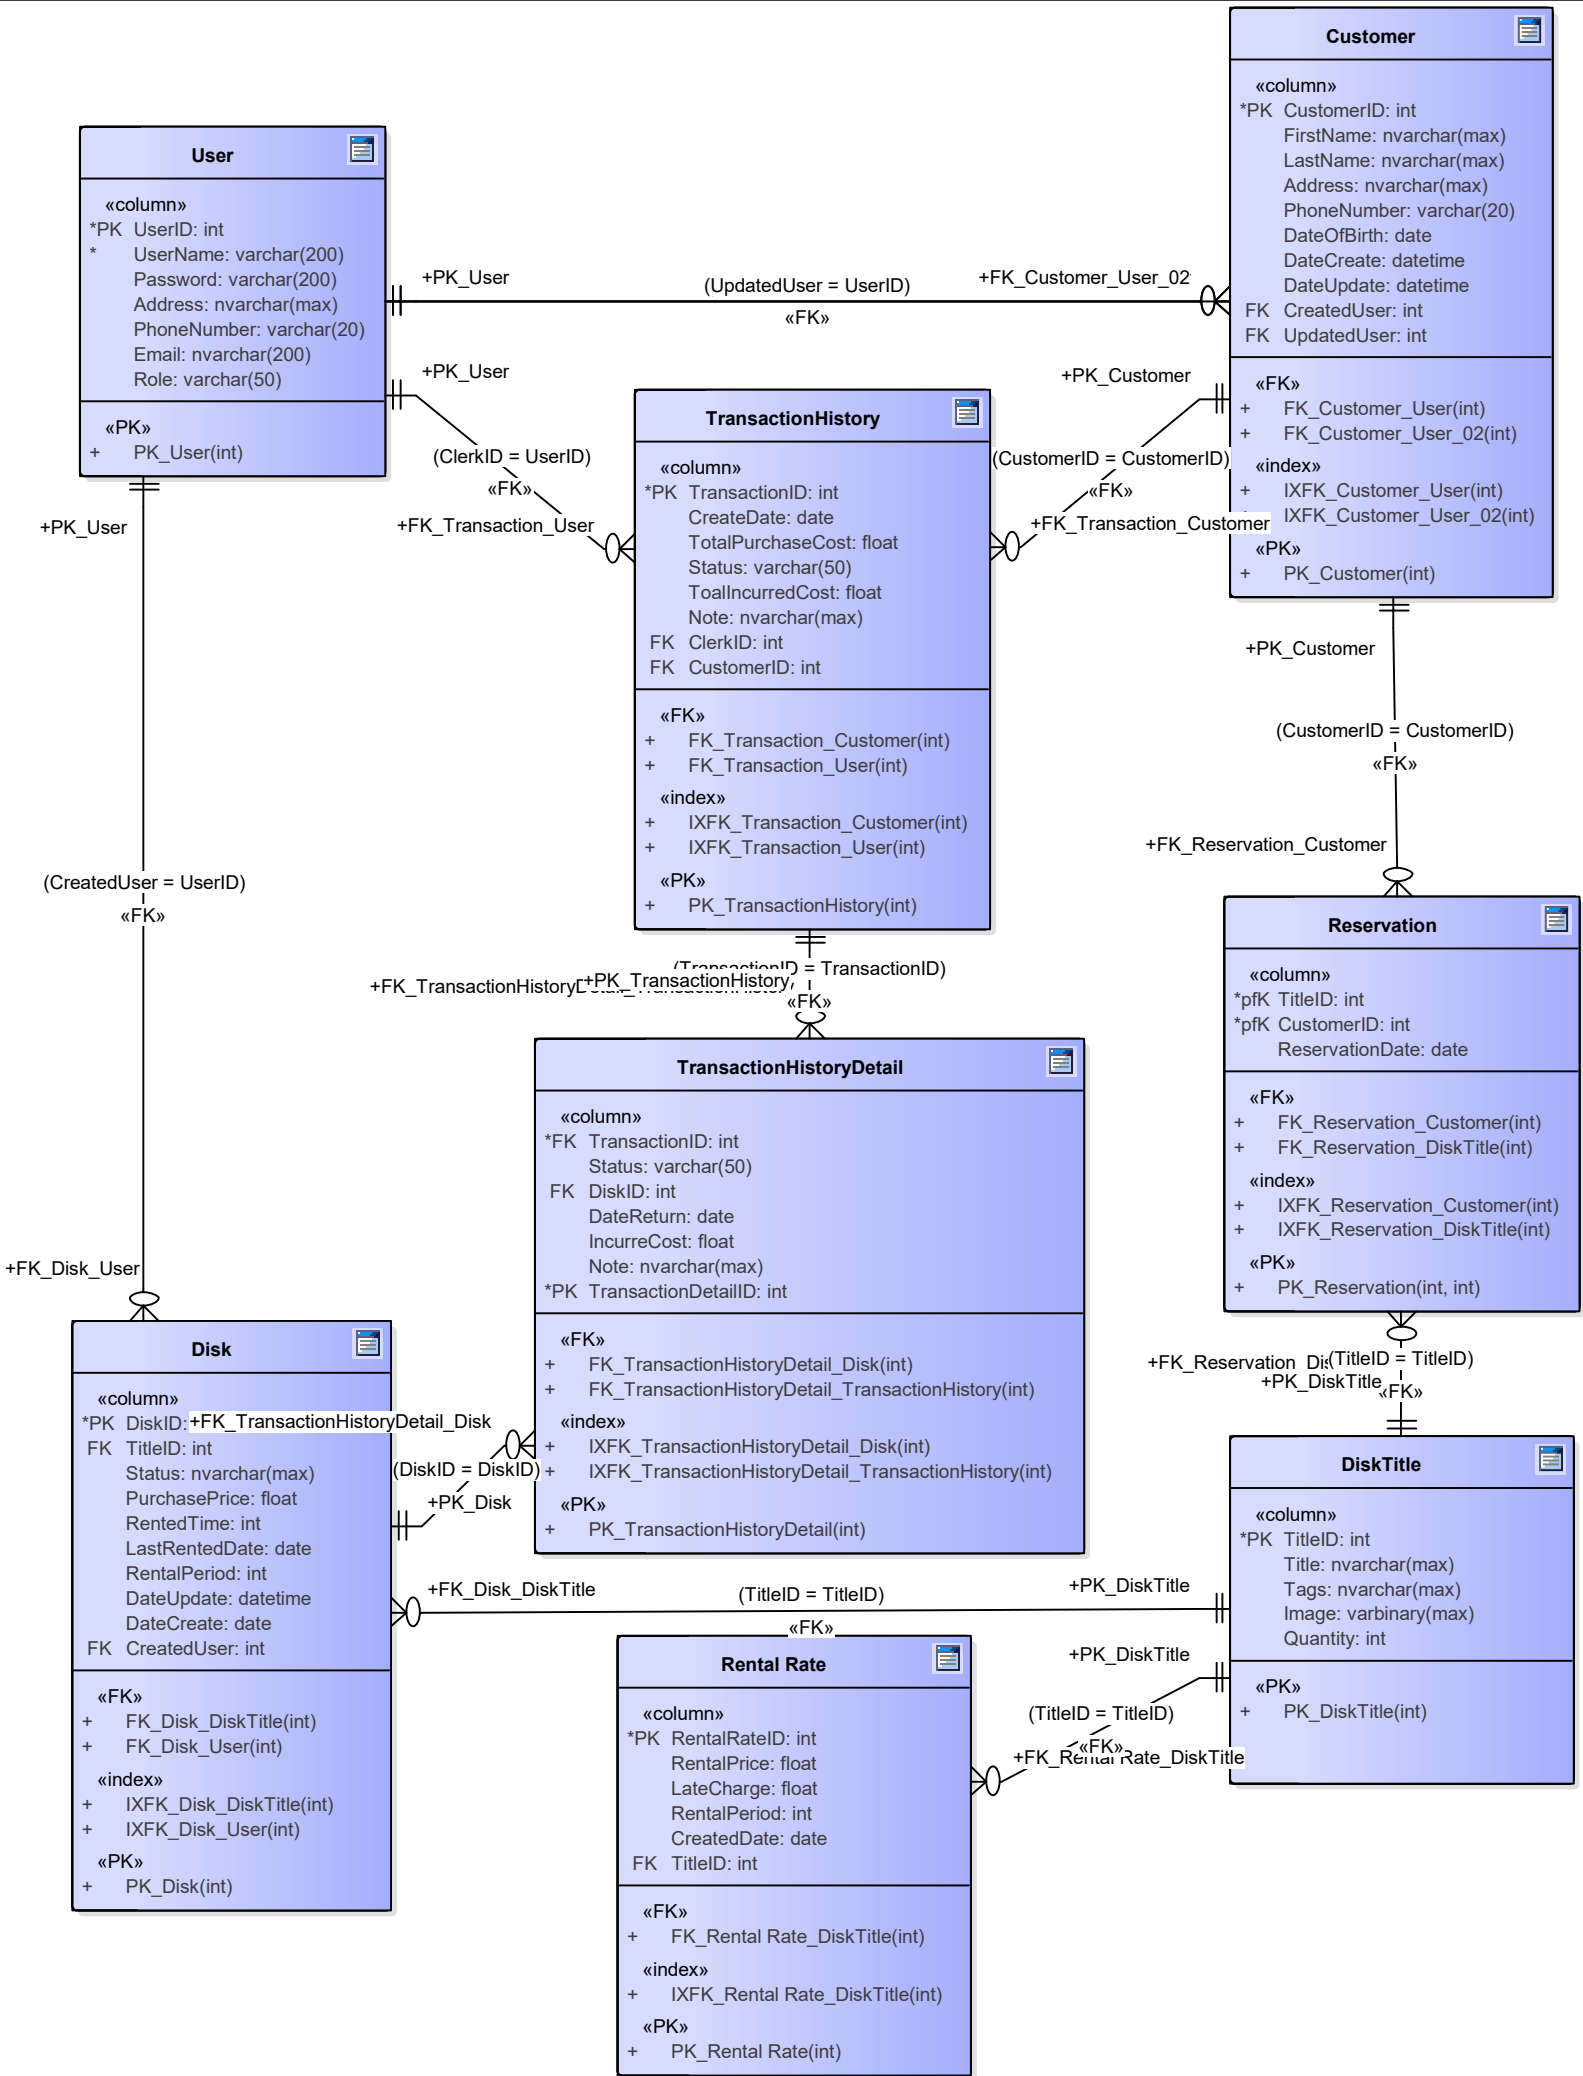 Customer
«column»
*PK CustomerID: int
FirstName: nvarchar(max)
LastName: nvarchar(max)
Address: nvarchar(max)
PhoneNumber: varchar(20)
DateOfBirth: date
DateCreate: datetime
DateUpdate: datetime
FK CreatedUser: int
FK UpdatedUser: int
«FK»
+ FK_Customer_User(int)
+ FK_Customer_User_02(int)
«index»
+ IXFK_Customer_User(int)
IXFK_Customer_User_02(int)
«PK»
+ PK_Customer(int)
User
«column»
*PK UserID: int
* UserName: varchar(200)
Password: varchar(200)
Address: nvarchar(max)
PhoneNumber: varchar(20)
Email: nvarchar(200)
Role: varchar(50)
«PK»
+ PK_User(int)
+PK_User
(UpdatedUser = UserID)
«FK»
+FK_Customer_User_02
+PK_User
(ClerkID = UserID)
«FK»
+FK_Transaction_User
+PK_Customer
(CustomerID = CustomerID)
«FK»
+FK_Transaction_Customer
TransactionHistory
«column»
*PK TransactionID: int
CreateDate: date
TotalPurchaseCost: float
Status: varchar(50)
ToalIncurredCost: float
Note: nvarchar(max)
FK ClerkID: int
FK CustomerID: int
«FK»
+ FK_Transaction_Customer(int)
+ FK_Transaction_User(int)
«index»
+ IXFK_Transaction_Customer(int)
+ IXFK_Transaction_User(int)
«PK»
+ PK_TransactionHistory(int)
+PK_User
(CreatedUser = UserID)
«FK»
+FK_Disk_User
+PK_Customer
(CustomerID = CustomerID)
«FK»
+FK_Reservation_Customer
(TransactionID = TransactionID)
+PK_TransactionHistory
«FK»
Reservation
«column»
*pfK TitleID: int
*pfK CustomerID: int
ReservationDate: date
«FK»
+ FK_Reservation_Customer(int)
+ FK_Reservation_DiskTitle(int)
«index»
+ IXFK_Reservation_Customer(int)
+ IXFK_Reservation_DiskTitle(int)
«PK»
+ PK_Reservation(int, int)
TransactionHistoryDetail
«column»
*FK TransactionID: int
Status: varchar(50)
FK DiskID: int
DateReturn: date
IncurreCost: float
Note: nvarchar(max)
*PK TransactionDetailID: int
«FK»
+ FK_TransactionHistoryDetail_Disk(int)
+ FK_TransactionHistoryDetail_TransactionHistory(int)
«index»
+ IXFK_TransactionHistoryDetail_Disk(int)
+ IXFK_TransactionHistoryDetail_TransactionHistory(int)
«PK»
+ PK_TransactionHistoryDetail(int)
Disk
«column»
*PK DiskID:
FK TitleID: int
Status: nvarchar(max)
PurchasePrice: float
RentedTime: int
LastRentedDate: date
RentalPeriod: int
DateUpdate: datetime
DateCreate: date
FK CreatedUser: int
«FK»
+ FK_Disk_DiskTitle(int)
+ FK_Disk_User(int)
«index»
+ IXFK_Disk_DiskTitle(int)
+ IXFK_Disk_User(int)
«PK»
+ PK_Disk(int)
+FK_TransactionHistoryDetail_Disk
(DiskID = DiskID)
+PK_Disk
(TitleID = TitleID)
+PK_DiskTitle
«FK»
DiskTitle
«column»
*PK TitleID: int
Title: nvarchar(max)
Tags: nvarchar(max)
Image: varbinary(max)
Quantity: int
«PK»
+ PK_DiskTitle(int)
+FK_Disk_DiskTitle
(TitleID = TitleID)
«FK»
+PK_DiskTitle
+PK_DiskTitle
(TitleID = TitleID)
«FK»
+FK_Rental Rate_DiskTitle
Rental Rate
«column»
*PK RentalRateID: int
RentalPrice: float
LateCharge: float
RentalPeriod: int
CreatedDate: date
FK TitleID: int
«FK»
+ FK_Rental Rate_DiskTitle(int)
«index»
+ IXFK_Rental Rate_DiskTitle(int)
«PK»
+ PK_Rental Rate(int)